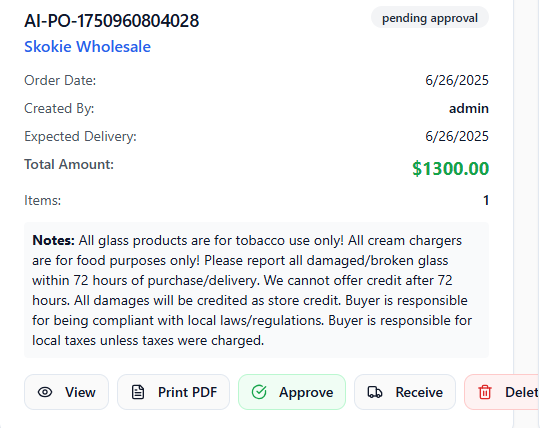 AI-PO-1750960804028
pending approval
Skokie Wholesale
Order Date: 6/26/2025
Created By: admin
Expected Delivery: 6/26/2025
Total Amount: $1300.00
Items: 1
Notes: All glass products are for tobacco use only! All cream chargers
are for food purposes only! Please report all damaged/broken glass
within 72 hours of purchase/delivery. We cannot offer credit after 72
hours. All damages will be credited as store credit. Buyer is responsible
for being compliant with local laws/regulations. Buyer is responsible for
local taxes unless taxes were charged.
View Print PDF Approve Receive Delet